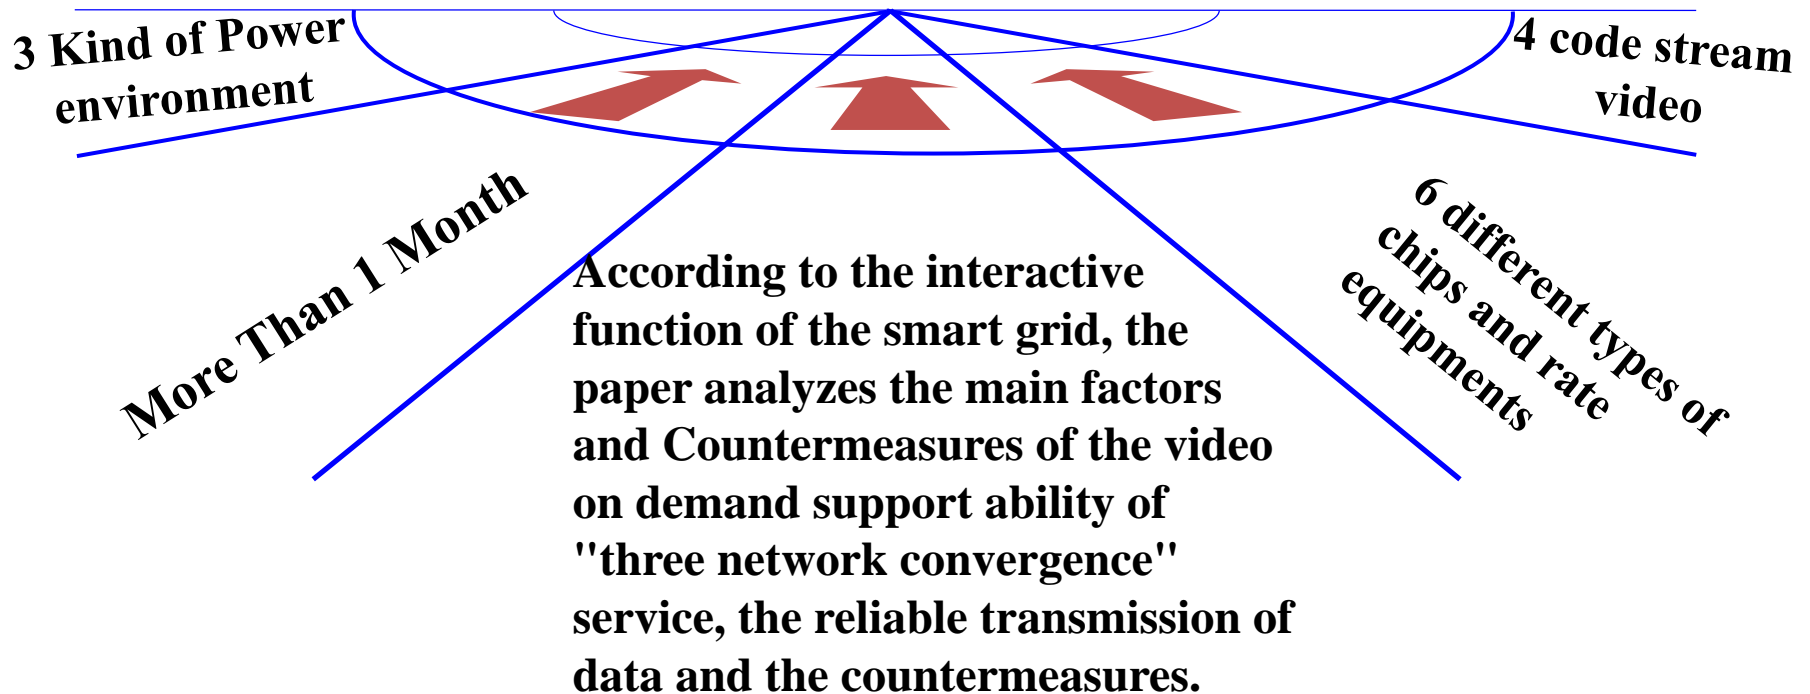 3 Kind of Power
environment
4 code stream
video
More Than 1 Month
6 different types of
chips and rate
equipments
According to the interactive
function of the smart grid, the
paper analyzes the main factors
and Countermeasures of the video
on demand support ability of
"three network convergence"
service, the reliable transmission of
data and the countermeasures.